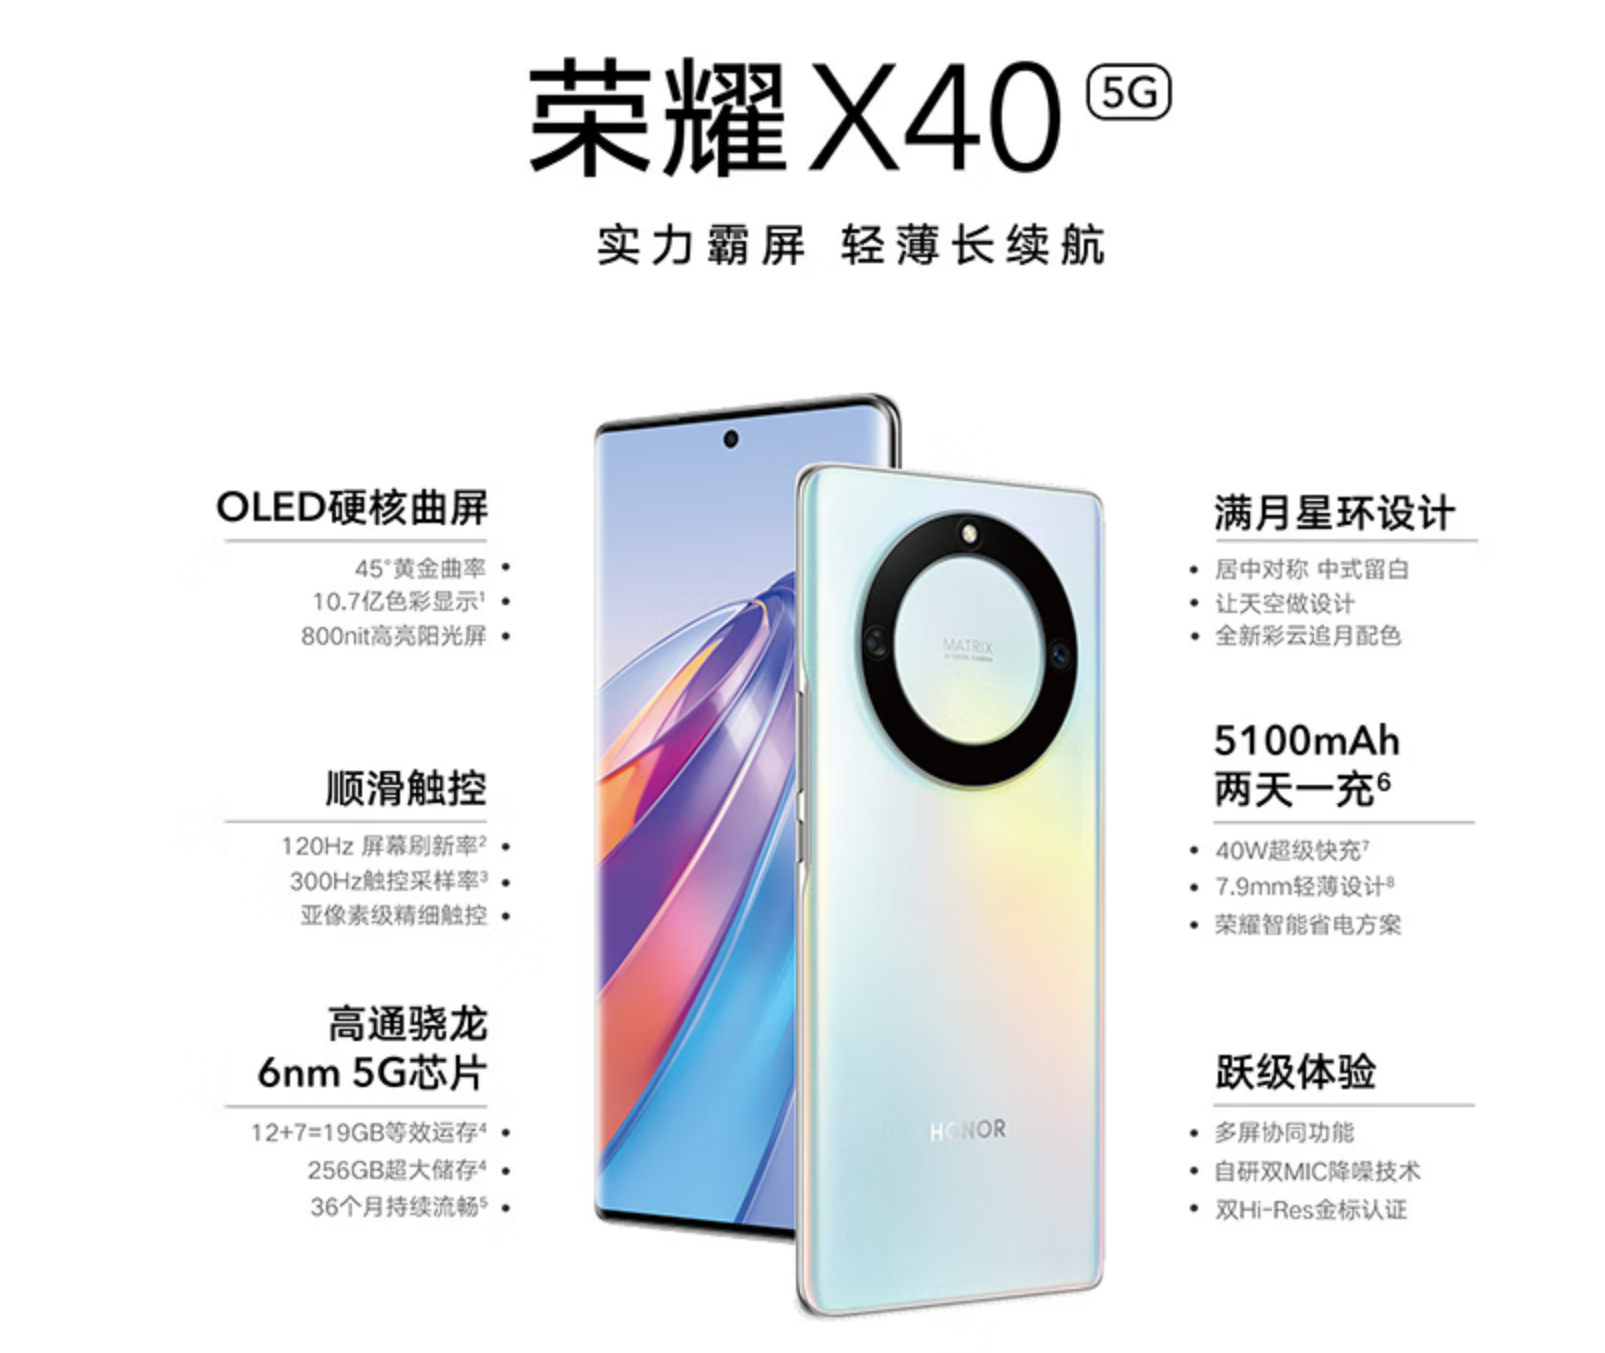 荣耀X40 5G
实力霸屏 轻薄长续航
OLED硬核曲屏
45°黄金曲率
10.7亿色彩显示¹
800nit高亮阳光屏
顺滑触控
120Hz 屏幕刷新率²
300Hz触控采样率³
亚像素级精细触控
高通骁龙
6nm 5G芯片
12+7=19GB等效运存⁴
256GB超大储存⁴
36个月持续流畅⁵
MATRIX
HONOR
满月星环设计
居中对称 中式留白
让天空做设计
全新彩云追月配色
5100mAh
两天一充⁶
40W超级快充⁷
7.9mm轻薄设计⁸
荣耀智能省电方案
跃级体验
多屏协同功能
自研双MIC降噪技术
双Hi-Res金标认证